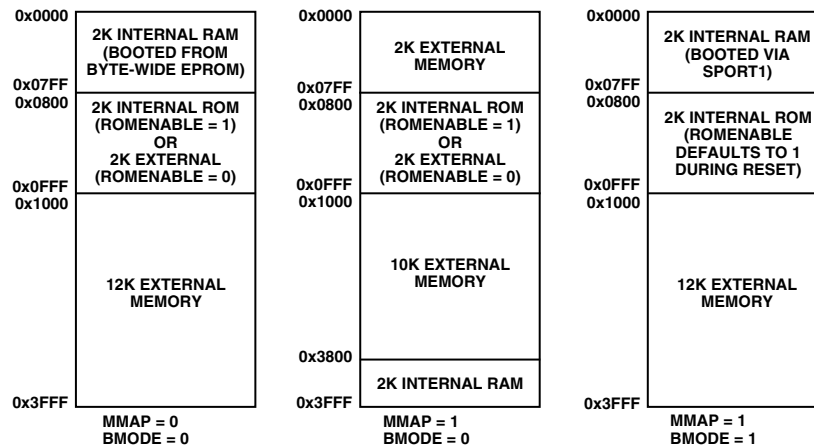 0x0000
2K INTERNAL RAM
(BOOTED FROM
BYTE-WIDE EPROM)
0x07FF
0x0800
2K INTERNAL ROM
(ROMENABLE = 1)
OR
2K EXTERNAL
(ROMENABLE = 0)
0x0FFF
0x1000
12K EXTERNAL
MEMORY
0x3FFF
MMAP = 0
BMODE = 0
0x0000
2K EXTERNAL
MEMORY
0x07FF
0x0800
2K INTERNAL ROM
(ROMENABLE = 1)
OR
2K EXTERNAL
(ROMENABLE = 0)
0x0FFF
0x1000
10K EXTERNAL
MEMORY
0x3800
2K INTERNAL RAM
0x3FFF
MMAP = 1
BMODE = 0
0x0000
2K INTERNAL RAM
(BOOTED VIA
SPORT1)
0x07FF
0x0800
2K INTERNAL ROM
(ROMENABLE
DEFAULTS TO 1
DURING RESET)
0x0FFF
0x1000
12K EXTERNAL
MEMORY
0x3FFF
MMAP = 1
BMODE = 1